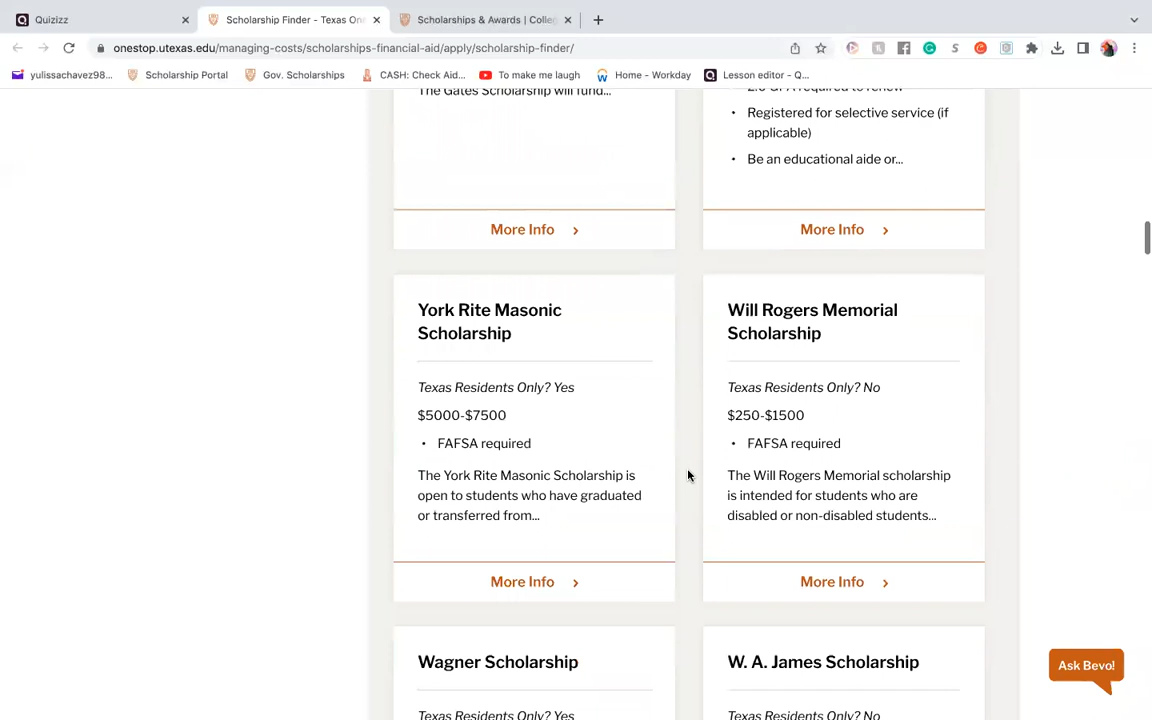 Quizizz
Scholarship Finder - Texas On
Scholarships & Awards | Colle
onestop.utexas.edu/managing-costs/scholarships-financial-aid/apply/scholarship-finder/
yulissachavez98...
Scholarship Portal
Gov. Scholarships
CASH: Check Aid...
To make me laugh
Home - Workday
Lesson editor - Q...
The Gates Scholarship will fund...
2.0 GPA required to renew
• Registered for selective service (if
applicable)
• Be an educational aide or...
More Info
More Info
York Rite Masonic
Scholarship
Texas Residents Only? Yes
$5000-$7500
• FAFSA required
The York Rite Masonic Scholarship is
open to students who have graduated
or transferred from...
More Info
Will Rogers Memorial
Scholarship
Texas Residents Only? No
$250-$1500
• FAFSA required
The Will Rogers Memorial scholarship
is intended for students who are
disabled or non-disabled students...
More Info
Wagner Scholarship
Texas Residents Only? Yes
W. A. James Scholarship
Texas Residents Only? No
Ask Bevo!